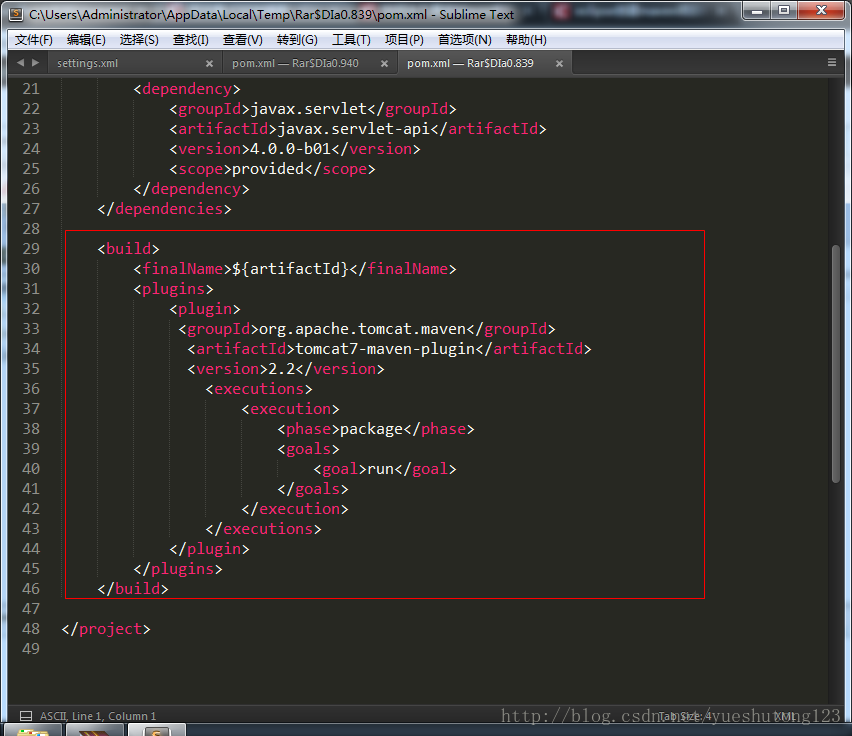 C:\Users\Administrator\AppData\Local\Temp\Rar$DIa0.839\pom.xml - Sublime Text
文件(F) 编辑(E) 选择(S) 查找(I) 查看(V) 转到(G) 工具(T) 项目(P) 首选项(N) 帮助(H)
settings.xml × pom.xml — Rar$DIa0.940 × pom.xml — Rar$DIa0.839 ×
21 <dependency>
22 <groupId>javax.servlet</groupId>
23 <artifactId>javax.servlet-api</artifactId>
24 <version>4.0.0-b01</version>
25 <scope>provided</scope>
26 </dependency>
27 </dependencies>
28
29 <build>
30 <finalName>${artifactId}</finalName>
31 <plugins>
32 <plugin>
33 <groupId>org.apache.tomcat.maven</groupId>
34 <artifactId>tomcat7-maven-plugin</artifactId>
35 <version>2.2</version>
36 <executions>
37 <execution>
38 <phase>package</phase>
39 <goals>
40 <goal>run</goal>
41 </goals>
42 </execution>
43 </executions>
44 </plugin>
45 </plugins>
46 </build>
47
48 </project>
49
ASCII, Line 1, Column 1 Tab Size: 4 XML
http://blog.csdn.net/yueshutong123